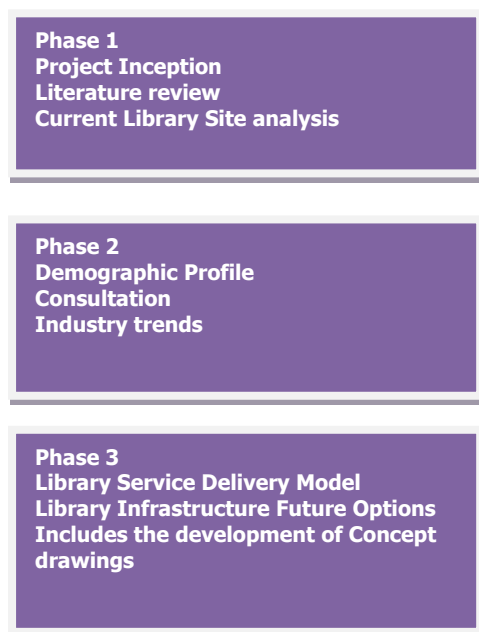 Phase 1
Project Inception
Literature review
Current Library Site analysis
Phase 2
Demographic Profile
Consultation
Industry trends
Phase 3
Library Service Delivery Model
Library Infrastructure Future Options
Includes the development of Concept
drawings